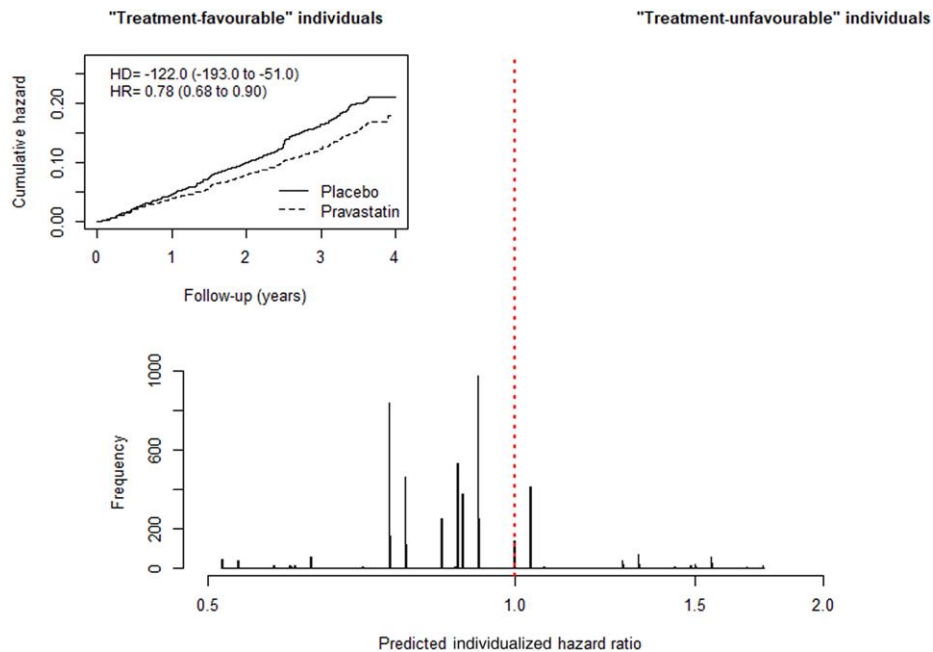 "Treatment-favourable" individuals
"Treatment-unfavourable" individuals
HD= -122.0 (-193.0 to -51.0)
HR= 0.78 (0.68 to 0.90)
Cumulative hazard
0.20
0.10
0.00
Placebo
Pravastatin
0 1 2 3 4
Follow-up (years)
Frequency
1000
600
200
0
0.5 1.0 1.5 2.0
Predicted individualized hazard ratio